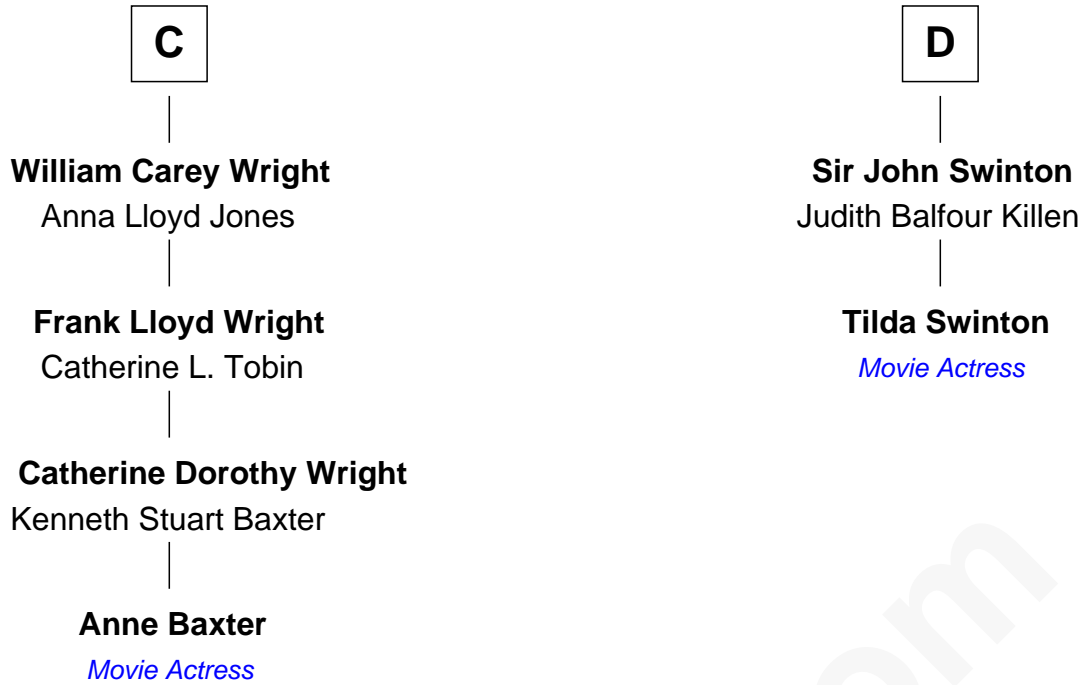 C
William Carey Wright
Anna Lloyd Jones
Frank Lloyd Wright
Catherine L. Tobin
Catherine Dorothy Wright
Kenneth Stuart Baxter
Anne Baxter
Movie Actress
D
Sir John Swinton
Judith Balfour Killen
Tilda Swinton
Movie Actress
om